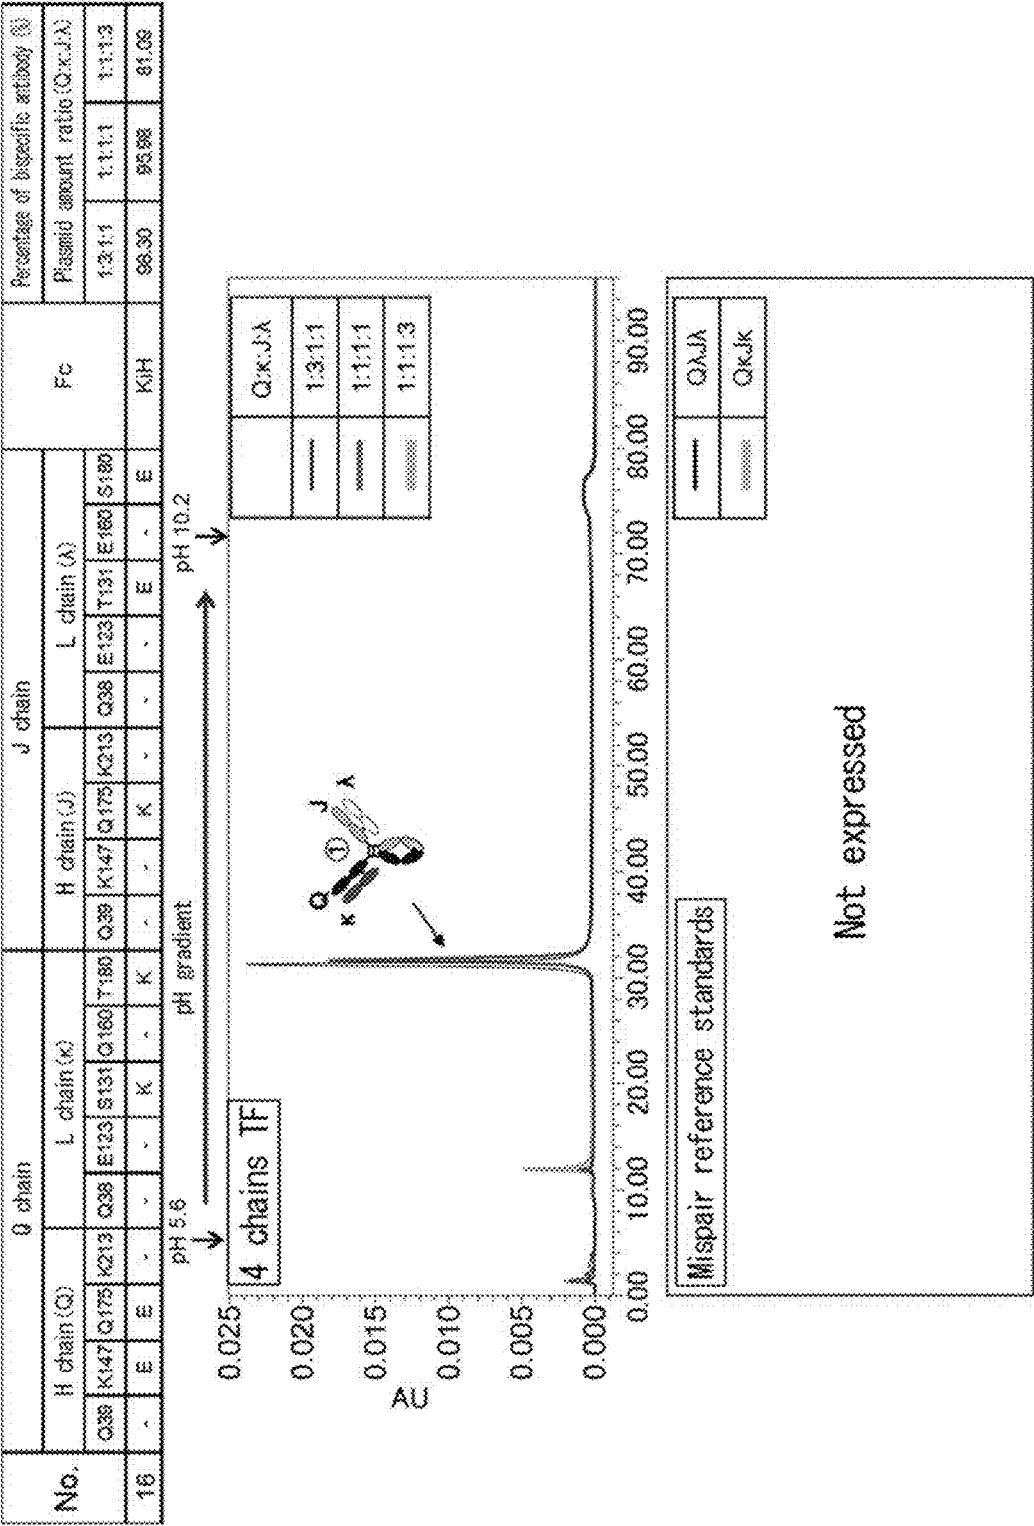 No. Q chain J chain Fc Percentage of bispecific antibody (%)
H chain (Q) L chain (κ) H chain (J) L chain (λ) Plasmid amount ratio (Q:κ:J:λ)
Q39 K147 Q175 K213 Q38 E123 S131 Q160 T180 Q39 K147 Q175 K213 Q38 E123 T131 E160 S180 1:3:1:1 1:1:1:1 1:1:1:3
16 - E E - - - K - K - - K - - - E - E KiH 81.09
pH 5.6 pH gradient pH 10.2
4 chains TF
Q:κ:J:λ
1:3:1:1
1:1:1:1
1:1:1:3
Q J
κ ① λ
AU
0.025
0.020
0.015
0.010
0.005
0.000
0.00 10.00 20.00 30.00 40.00 50.00 60.00 70.00 80.00 90.00
Mispair reference standards
QλJλ
QκJκ
Not expressed